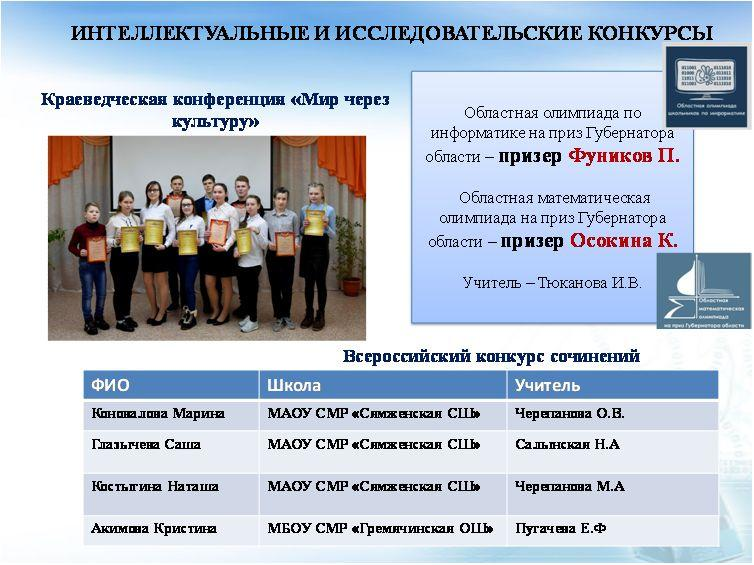 ИНТЕЛЛЕКТУАЛЬНЫЕ И ИССЛЕДОВАТЕЛЬСКИЕ КОНКУРСЫ
Краеведческая конференция «Мир через
культуру»
Областная олимпиада по
информатике на приз Губернатора
области – призер Фуников П.
Областная математическая
олимпиада на приз Губернатора
области – призер Осокина К.
Учитель – Тюканова И.В.
Областная олимпиада
школьников по информатике
Областная
математическая
олимпиада
на приз Губернатора области
Всероссийский конкурс сочинений
ФИО Школа Учитель
Коновалова Марина МАОУ СМР «Сямженская СШ» Черепанова О.В.
Глазычева Саша МАОУ СМР «Сямженская СШ» Салынская Н.А
Костыгина Наташа МАОУ СМР «Сямженская СШ» Черепанова М.А
Акимова Кристина МБОУ СМР «Гремячинская ОШ» Пугачева Е.Ф